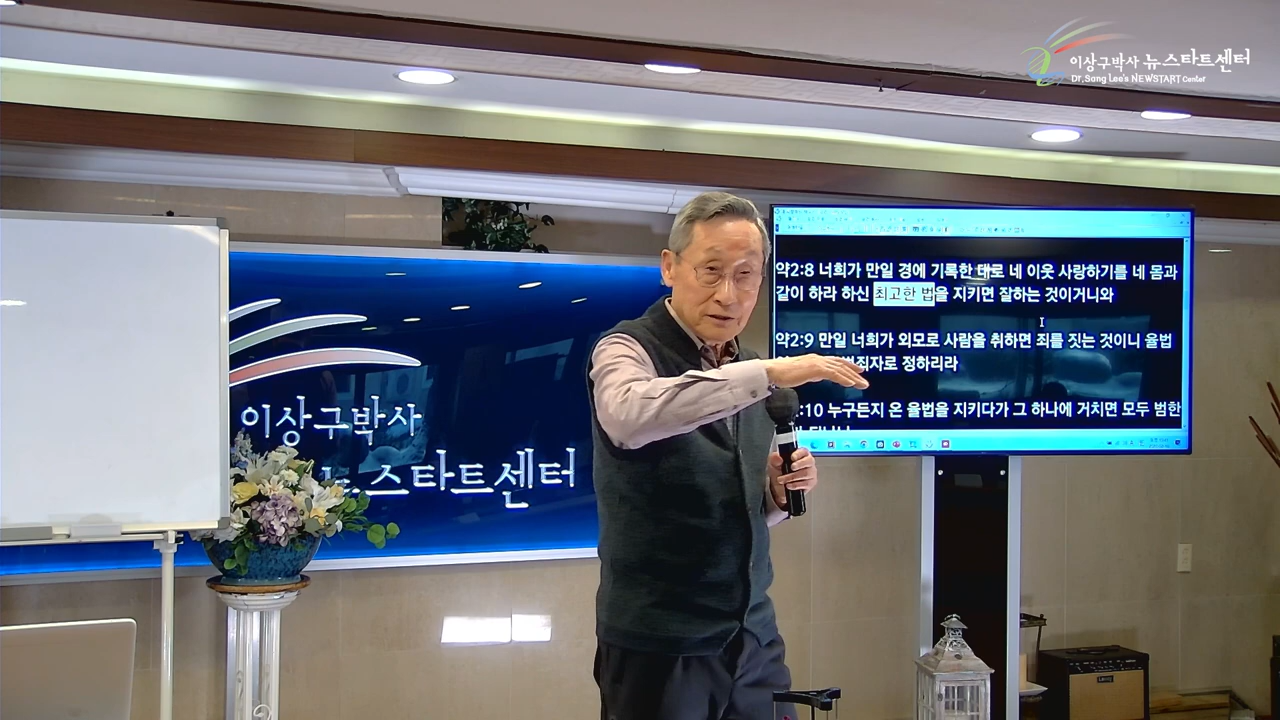 이상구박사 뉴스타트센터
Dr. Sang Lee's NEWSTART Center
약2:8 너희가 만일 경에 기록한 대로 네 이웃 사랑하기를 네 몸과
같이 하라 하신 최고한 법을 지키면 잘하는 것이거니와
약2:9 만일 너희가 외모로 사람을 취하면 죄를 짓는 것이니 율법
죄자로 정하리라
:10 누구든지 온 율법을 지키다가 그 하나에 거치면 모두 범한
이상구박사
뉴스타트센터